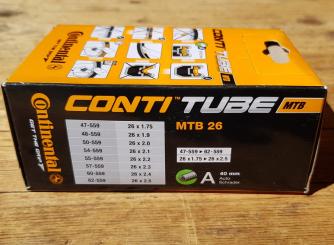 Continental
CONTI™ TUBE MTB
Continental
GET THE GRIP
MTB 26
47-559 26 x 1.75
48-559 26 x 1.9
50-559 26 x 2.0
54-559 26 x 2.1
55-559 26 x 2.2
57-559 26 x 2.3
60-559 26 x 2.4
62-559 26 x 2.5
47-559 ▸ 62-559
26 x 1.75 ▸ 26 x 2.5
A 40 mm
Auto
Schrader